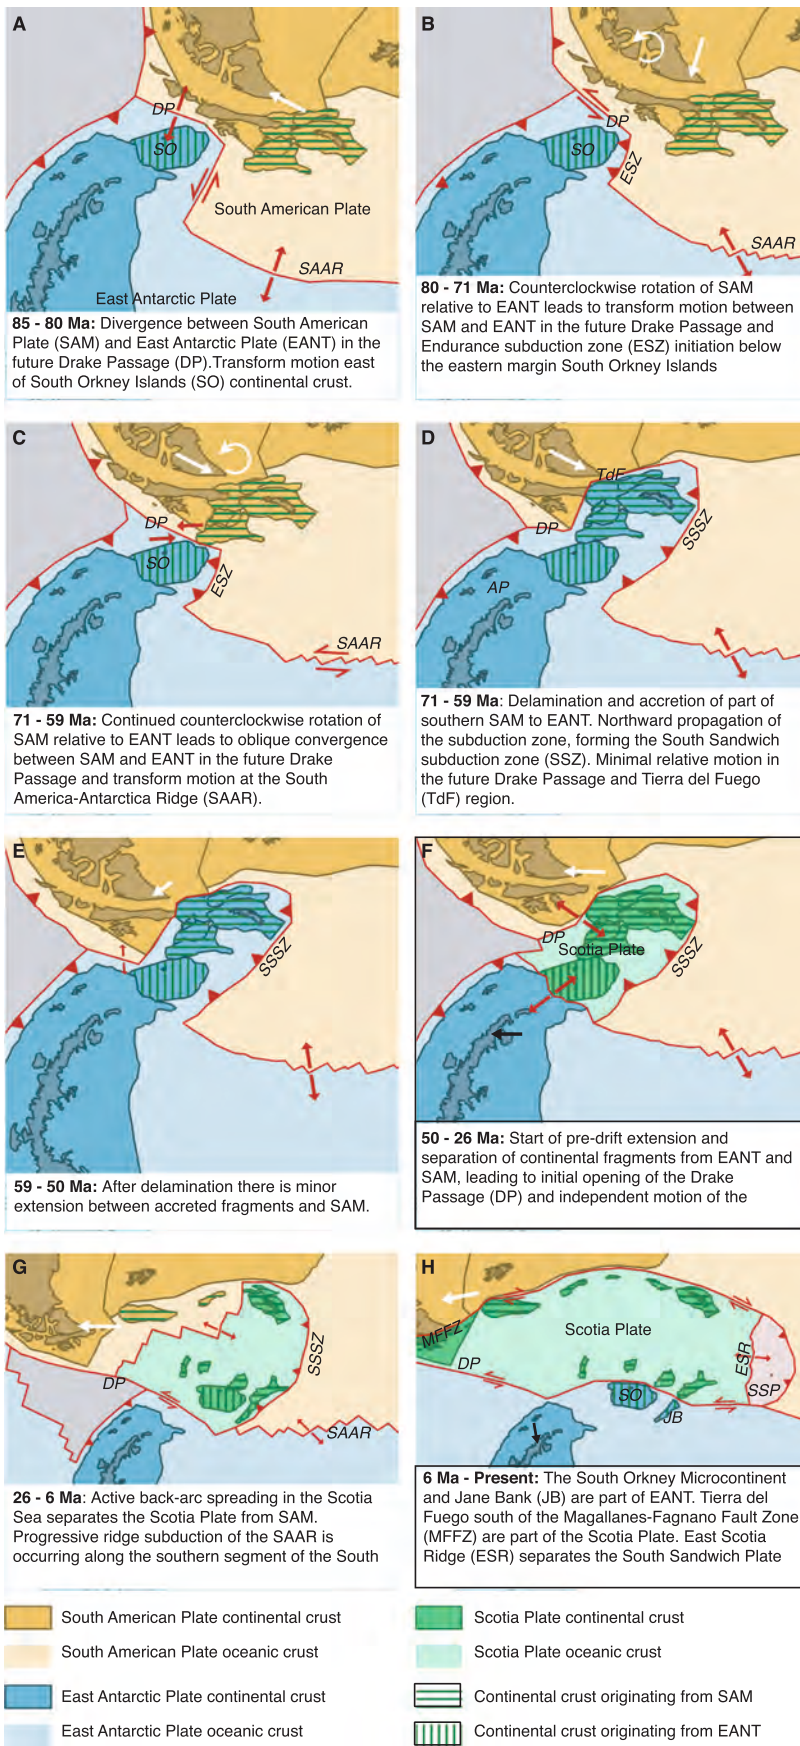 A
DP
SO
South American Plate
SAAR
East Antarctic Plate
85 - 80 Ma: Divergence between South American
Plate (SAM) and East Antarctic Plate (EANT) in the
future Drake Passage (DP).Transform motion east
of South Orkney Islands (SO) continental crust.
B
DP
SO
ESZ
SAAR
80 - 71 Ma: Counterclockwise rotation of SAM
relative to EANT leads to transform motion between
SAM and EANT in the future Drake Passage and
Endurance subduction zone (ESZ) initiation below
the eastern margin South Orkney Islands
C
DP
SO
ESZ
SAAR
71 - 59 Ma: Continued counterclockwise rotation of
SAM relative to EANT leads to oblique convergence
between SAM and EANT in the future Drake
Passage and transform motion at the South
America-Antarctica Ridge (SAAR).
D
TdF
DP
SSSZ
AP
71 - 59 Ma: Delamination and accretion of part of
southern SAM to EANT. Northward propagation of
the subduction zone, forming the South Sandwich
subduction zone (SSZ). Minimal relative motion in
the future Drake Passage and Tierra del Fuego
(TdF) region.
E
SSSZ
59 - 50 Ma: After delamination there is minor
extension between accreted fragments and SAM.
F
DP
Scotia Plate
SSSZ
50 - 26 Ma: Start of pre-drift extension and
separation of continental fragments from EANT and
SAM, leading to initial opening of the Drake
Passage (DP) and independent motion of the
G
SSSZ
DP
SAAR
26 - 6 Ma: Active back-arc spreading in the Scotia
Sea separates the Scotia Plate from SAM.
Progressive ridge subduction of the SAAR is
occurring along the southern segment of the South
H
MFFZ
Scotia Plate
DP
ESR
SSP
SO
JB
6 Ma - Present: The South Orkney Microcontinent
and Jane Bank (JB) are part of EANT. Tierra del
Fuego south of the Magallanes-Fagnano Fault Zone
(MFFZ) are part of the Scotia Plate. East Scotia
Ridge (ESR) separates the South Sandwich Plate
South American Plate continental crust
South American Plate oceanic crust
East Antarctic Plate continental crust
East Antarctic Plate oceanic crust
Scotia Plate continental crust
Scotia Plate oceanic crust
Continental crust originating from SAM
Continental crust originating from EANT